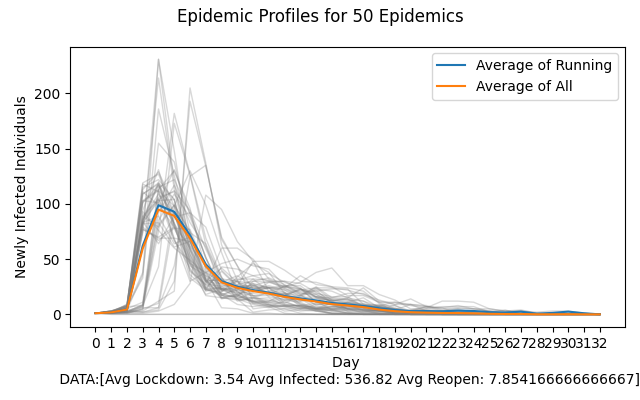 Epidemic Profiles for 50 Epidemics
Average of Running
Average of All
Newly Infected Individuals
200
150
100
50
0
0 1 2 3 4 5 6 7 8 9 10 11 12 13 14 15 16 17 18 19 20 21 22 23 24 25 26 27 28 29 30 31 32
Day
DATA:[Avg Lockdown: 3.54 Avg Infected: 536.82 Avg Reopen: 7.854166666666667]